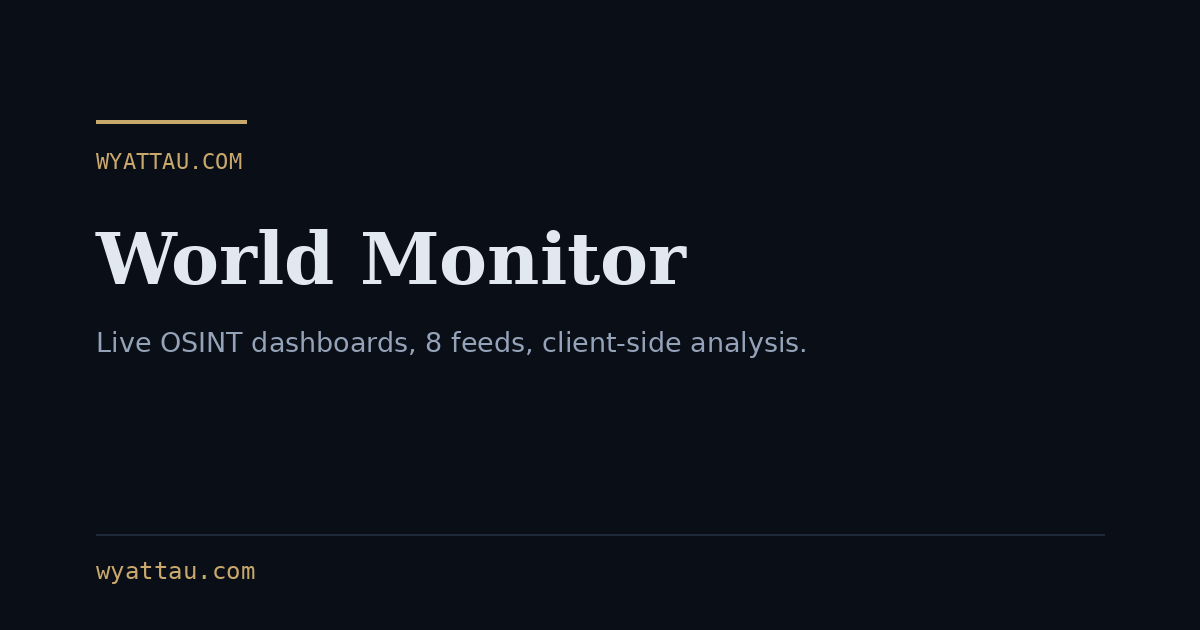 WYATTAU.COM
World Monitor
Live OSINT dashboards, 8 feeds, client-side analysis.
wyattau.com